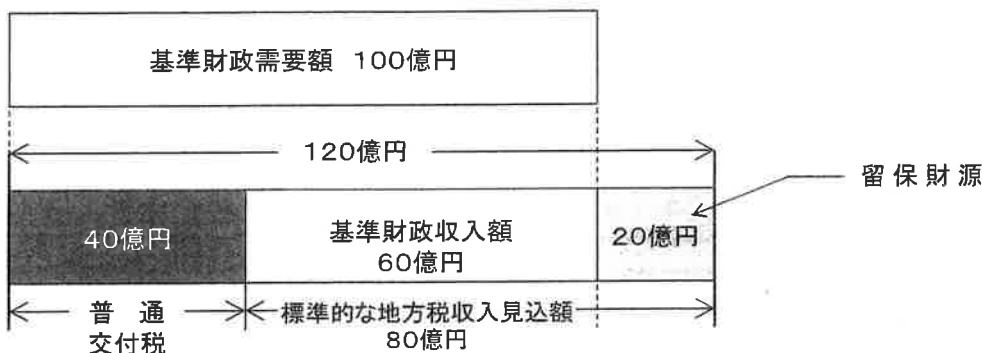 基準財政需要額 100億円
120億円
留保財源
40億円
基準財政収入額
60億円
20億円
普通
交付税
標準的な地方税収入見込額
80億円